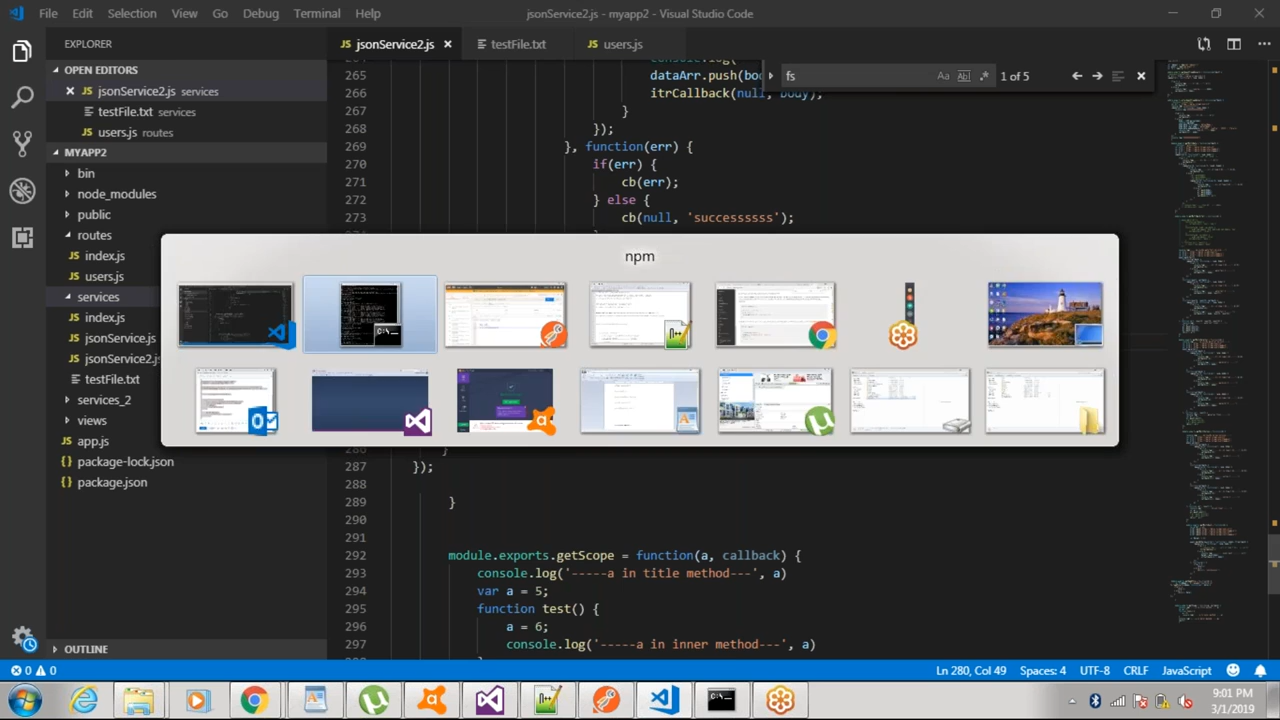 File Edit Selection View Go Debug Terminal Help
jsonService2.js - myapp2 - Visual Studio Code
EXPLORER
OPEN EDITORS
jsonService2.js services
testFile.txt services
users.js routes
MYAPP2
bin
node_modules
public
routes
index.js
users.js
services
index.js
jsonService.js
jsonService2.js
testFile.txt
services_2
views
app.js
package-lock.json
package.json
OUTLINE
jsonService2.js
testFile.txt
users.js
fs
Aa Abl .* 1 of 5
265 dataArr.push(
266 itrCallback(null, body);
267 }
268 });
269 }, function(err) {
270 if(err) {
271 cb(err);
272 } else {
273 cb(null, 'successssss');
npm
287 });
288
289 }
290
291
292 module.exports.getScope = function(a, callback) {
293 console.log('-----a in title method---', a)
294 var a = 5;
295 function test() {
296 a = 6;
297 console.log('-----a in inner method---', a)
0 0
Ln 280, Col 49 Spaces: 4 UTF-8 CRLF JavaScript
9:01 PM
3/1/2019